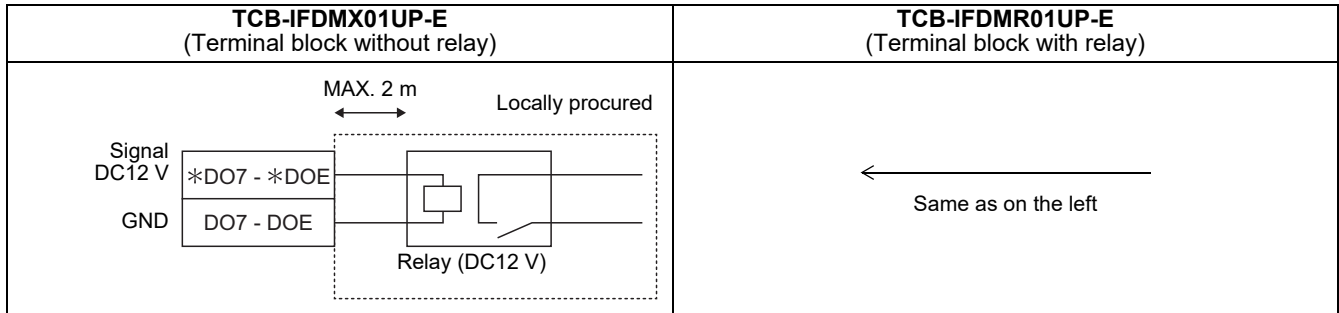 TCB-IFDMX01UP-E
(Terminal block without relay)
TCB-IFDMR01UP-E
(Terminal block with relay)
MAX. 2 m
Locally procured
Signal
DC12 V
＊DO7 - ＊DOE
GND
DO7 - DOE
Relay (DC12 V)
Same as on the left